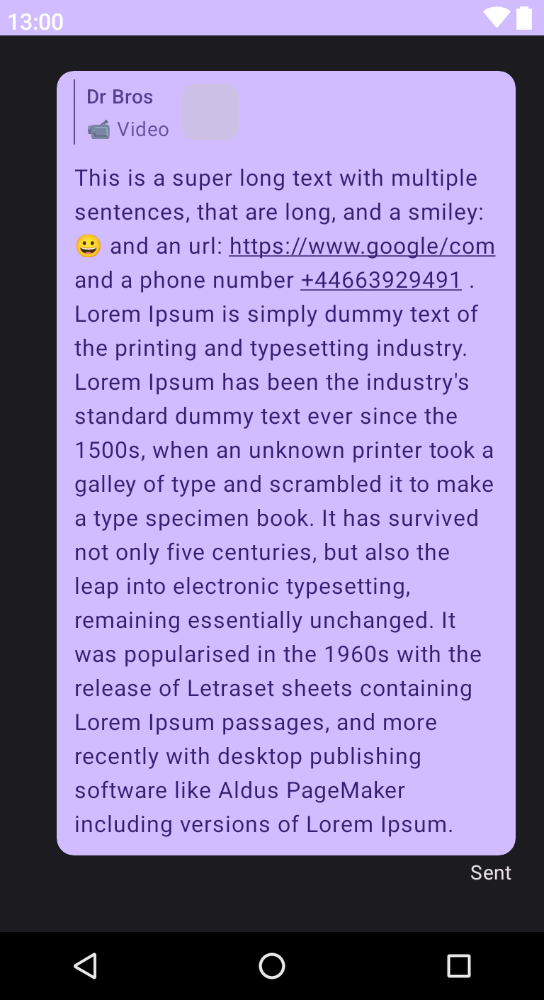 13:00
Dr Bros
📹 Video
This is a super long text with multiple
sentences, that are long, and a smiley:
😀 and an url: https://www.google/com
and a phone number +44663929491 .
Lorem Ipsum is simply dummy text of
the printing and typesetting industry.
Lorem Ipsum has been the industry's
standard dummy text ever since the
1500s, when an unknown printer took a
galley of type and scrambled it to make
a type specimen book. It has survived
not only five centuries, but also the
leap into electronic typesetting,
remaining essentially unchanged. It
was popularised in the 1960s with the
release of Letraset sheets containing
Lorem Ipsum passages, and more
recently with desktop publishing
software like Aldus PageMaker
including versions of Lorem Ipsum.
Sent